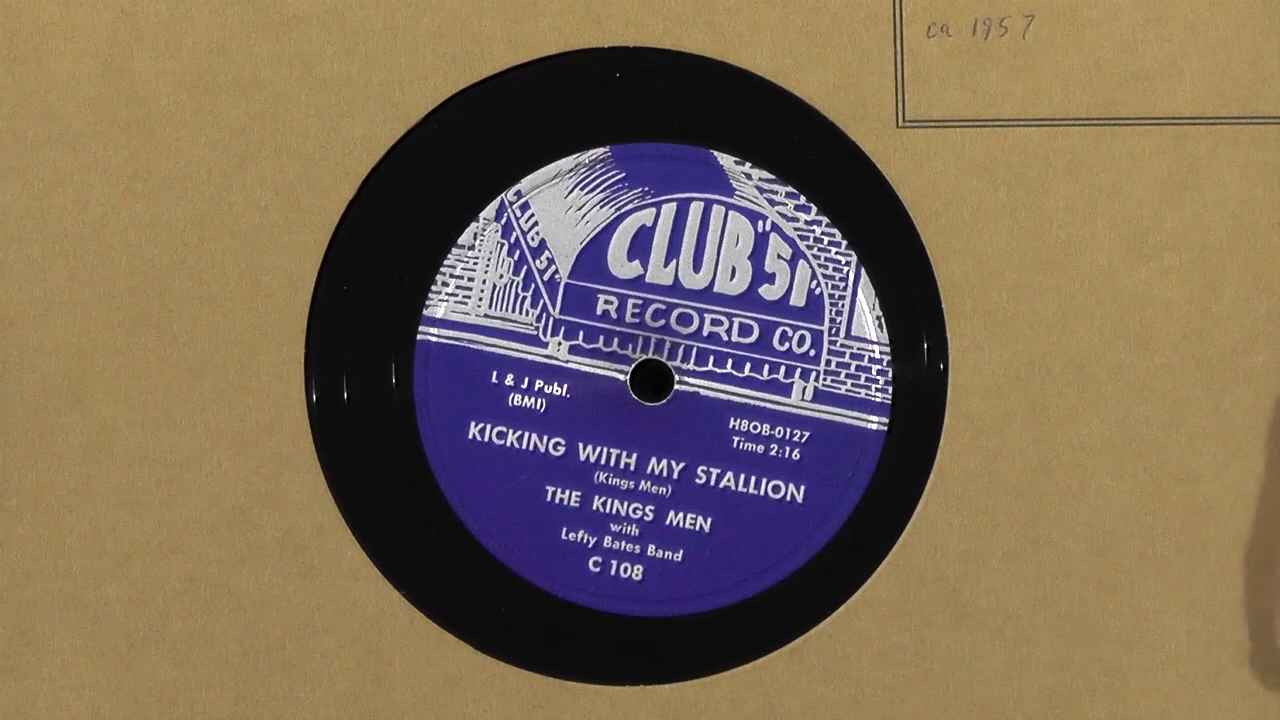 ca 1957
CLUB "51"
CLUB "51"
RECORD CO.
L & J Publ.
(BMI)
H8OB-0127
Time 2:16
KICKING WITH MY STALLION
(Kings Men)
THE KINGS MEN
with
Lefty Bates Band
C 108